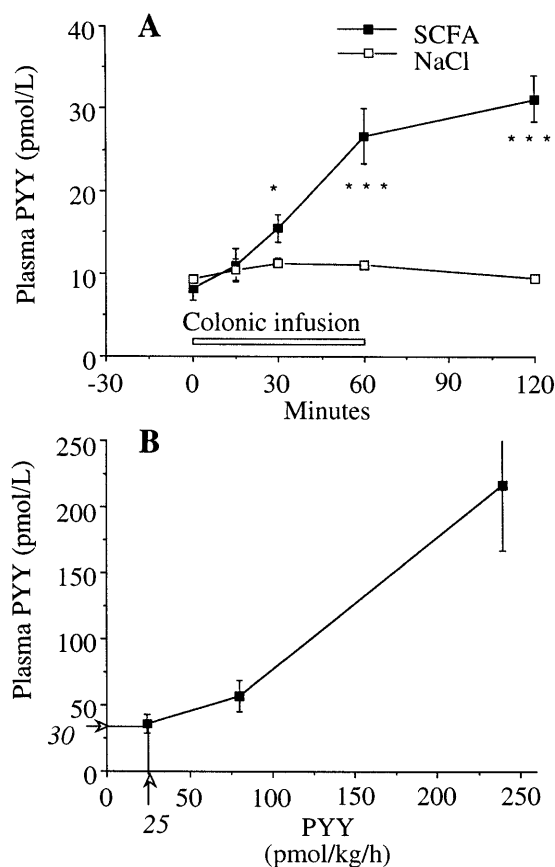 A
SCFA
NaCl
Plasma PYY (pmol/L)
40
30
20
10
0
*
* * *
* * *
Colonic infusion
-30 0 30 60 90 120
Minutes
B
Plasma PYY (pmol/L)
250
200
150
100
50
30
0
0 50 100 150 200 250
25
PYY
(pmol/kg/h)